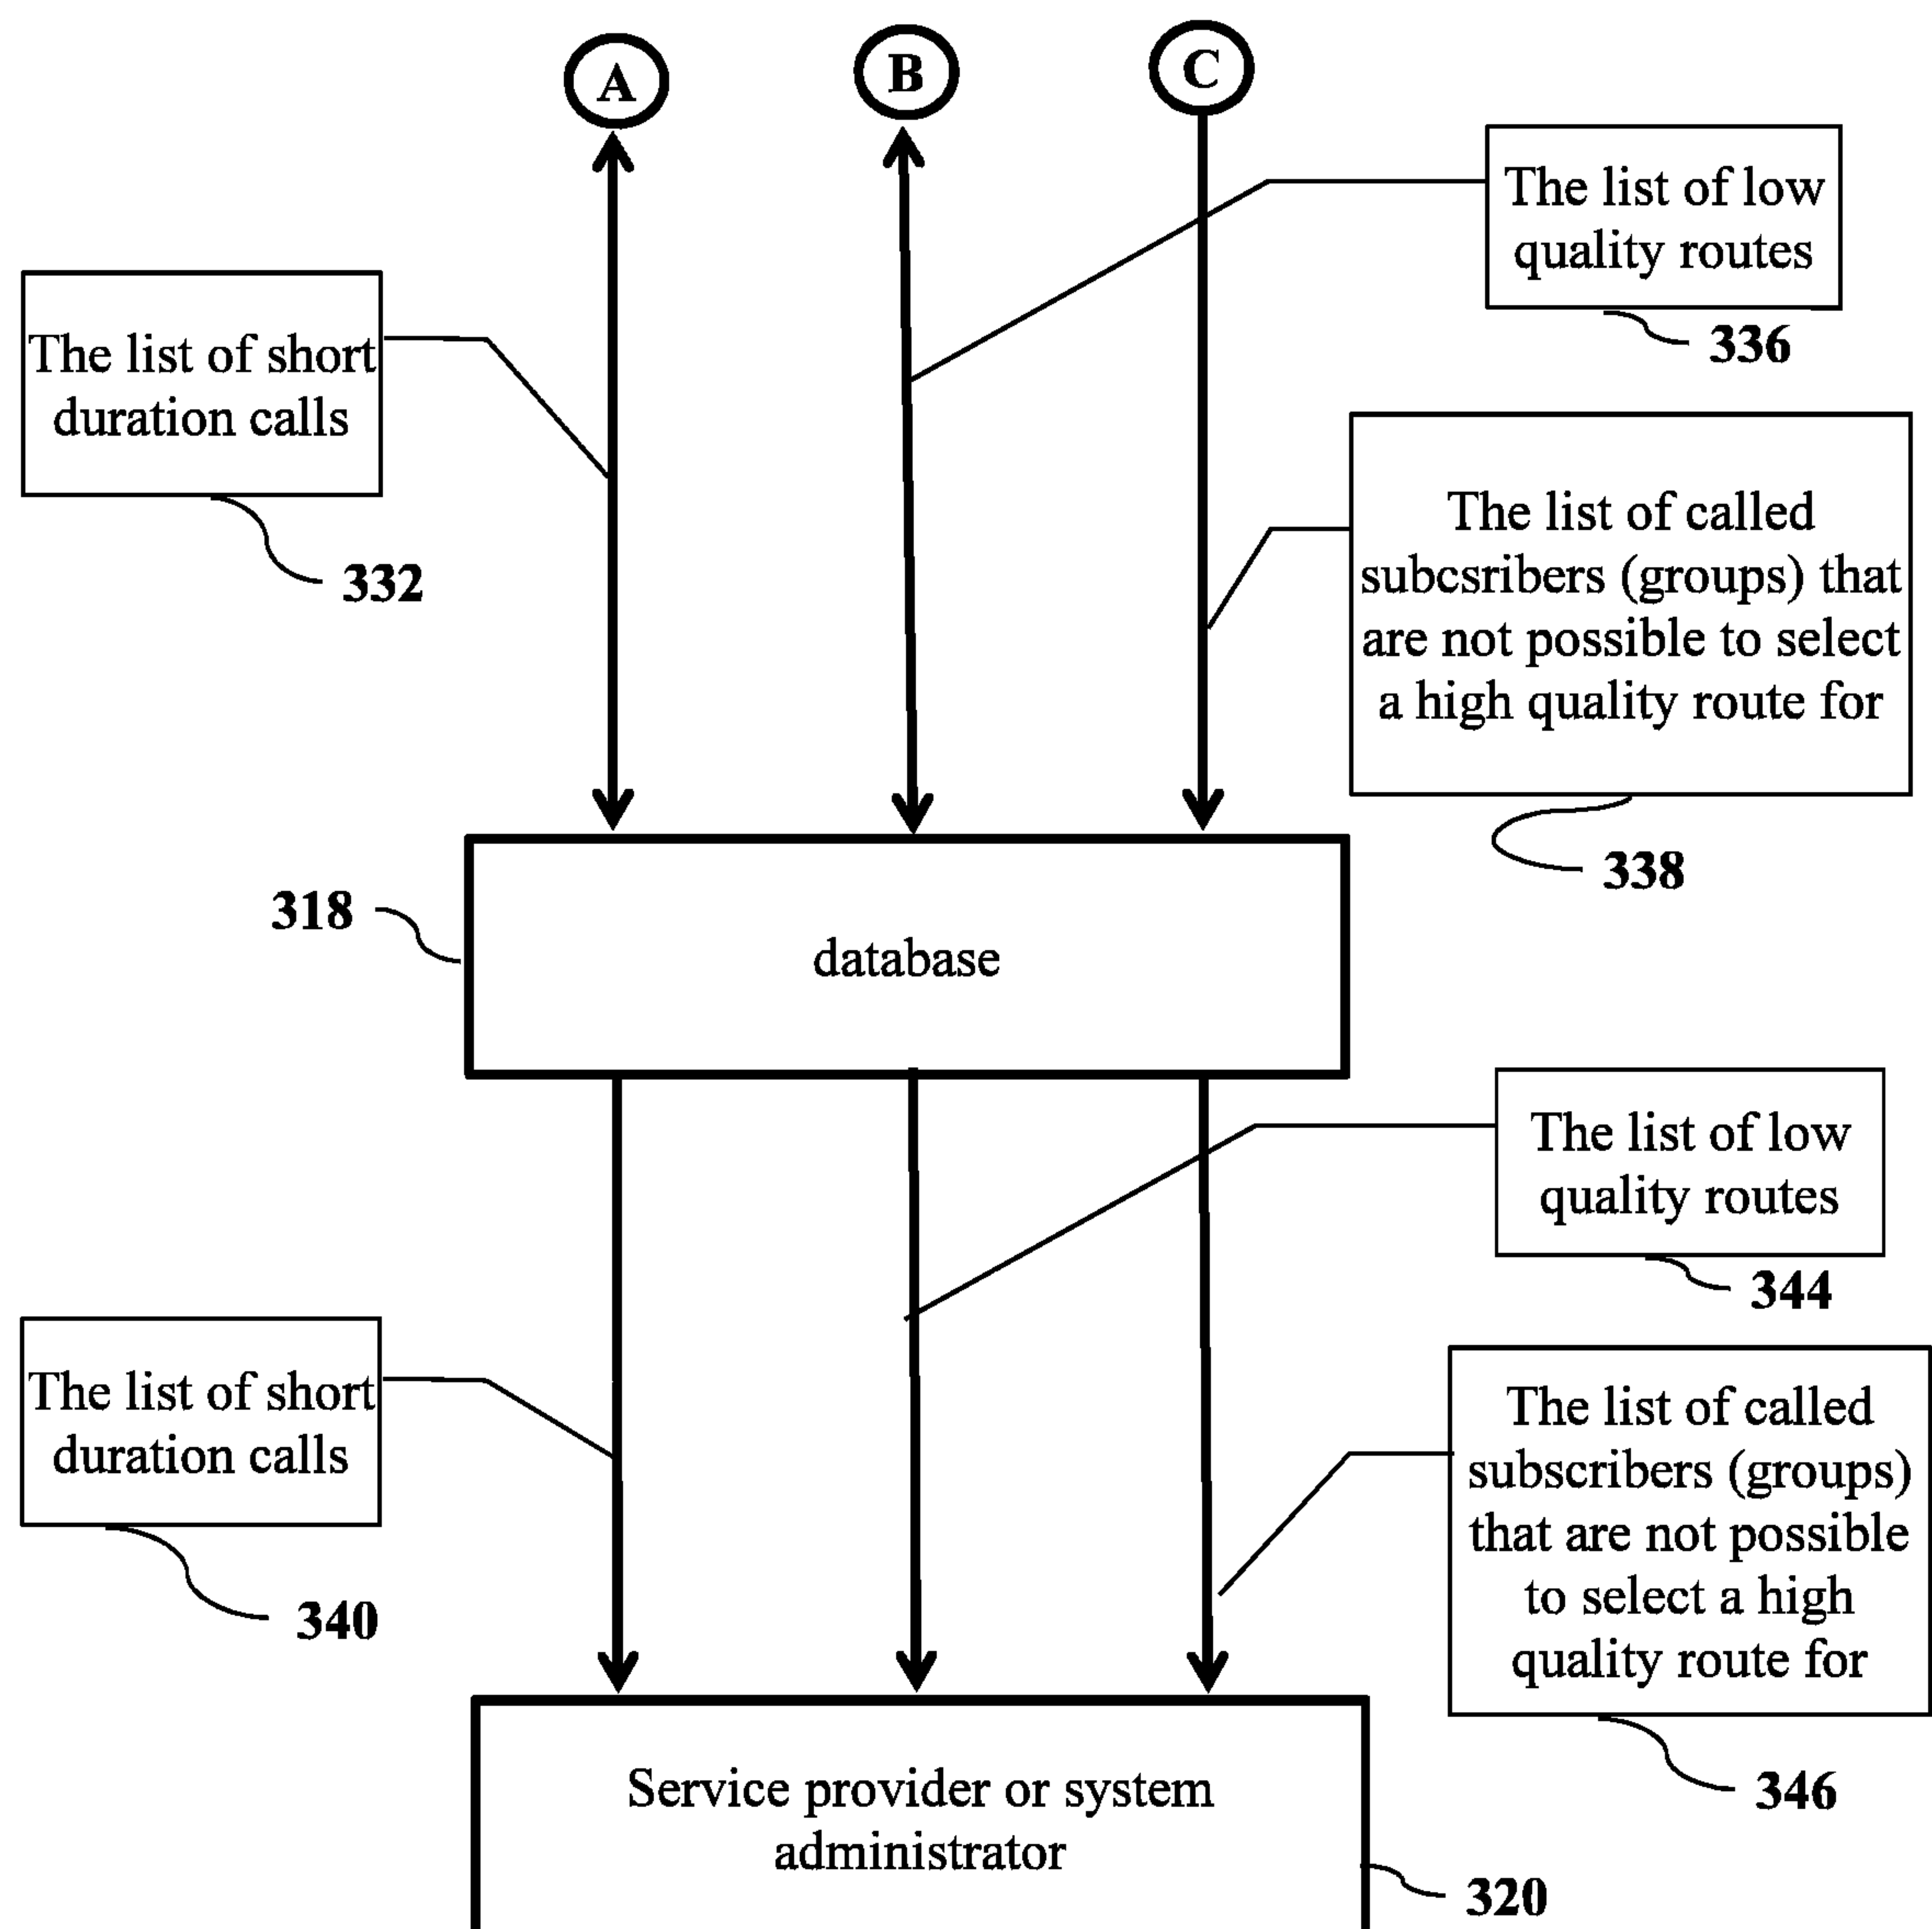 A
B
C
The list of low
quality routes
336
The list of short
duration calls
332
The list of called
subcsribers (groups) that
are not possible to select
a high quality route for
338
318
database
The list of low
quality routes
344
The list of short
duration calls
340
The list of called
subscribers (groups)
that are not possible
to select a high
quality route for
346
Service provider or system
administrator
320